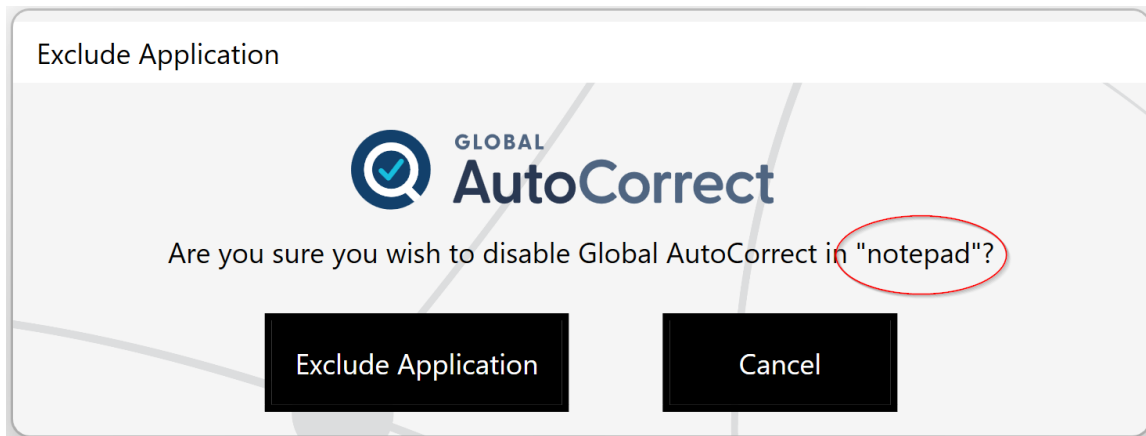 Exclude Application
GLOBAL
AutoCorrect
Are you sure you wish to disable Global AutoCorrect in "notepad"?
Exclude Application
Cancel